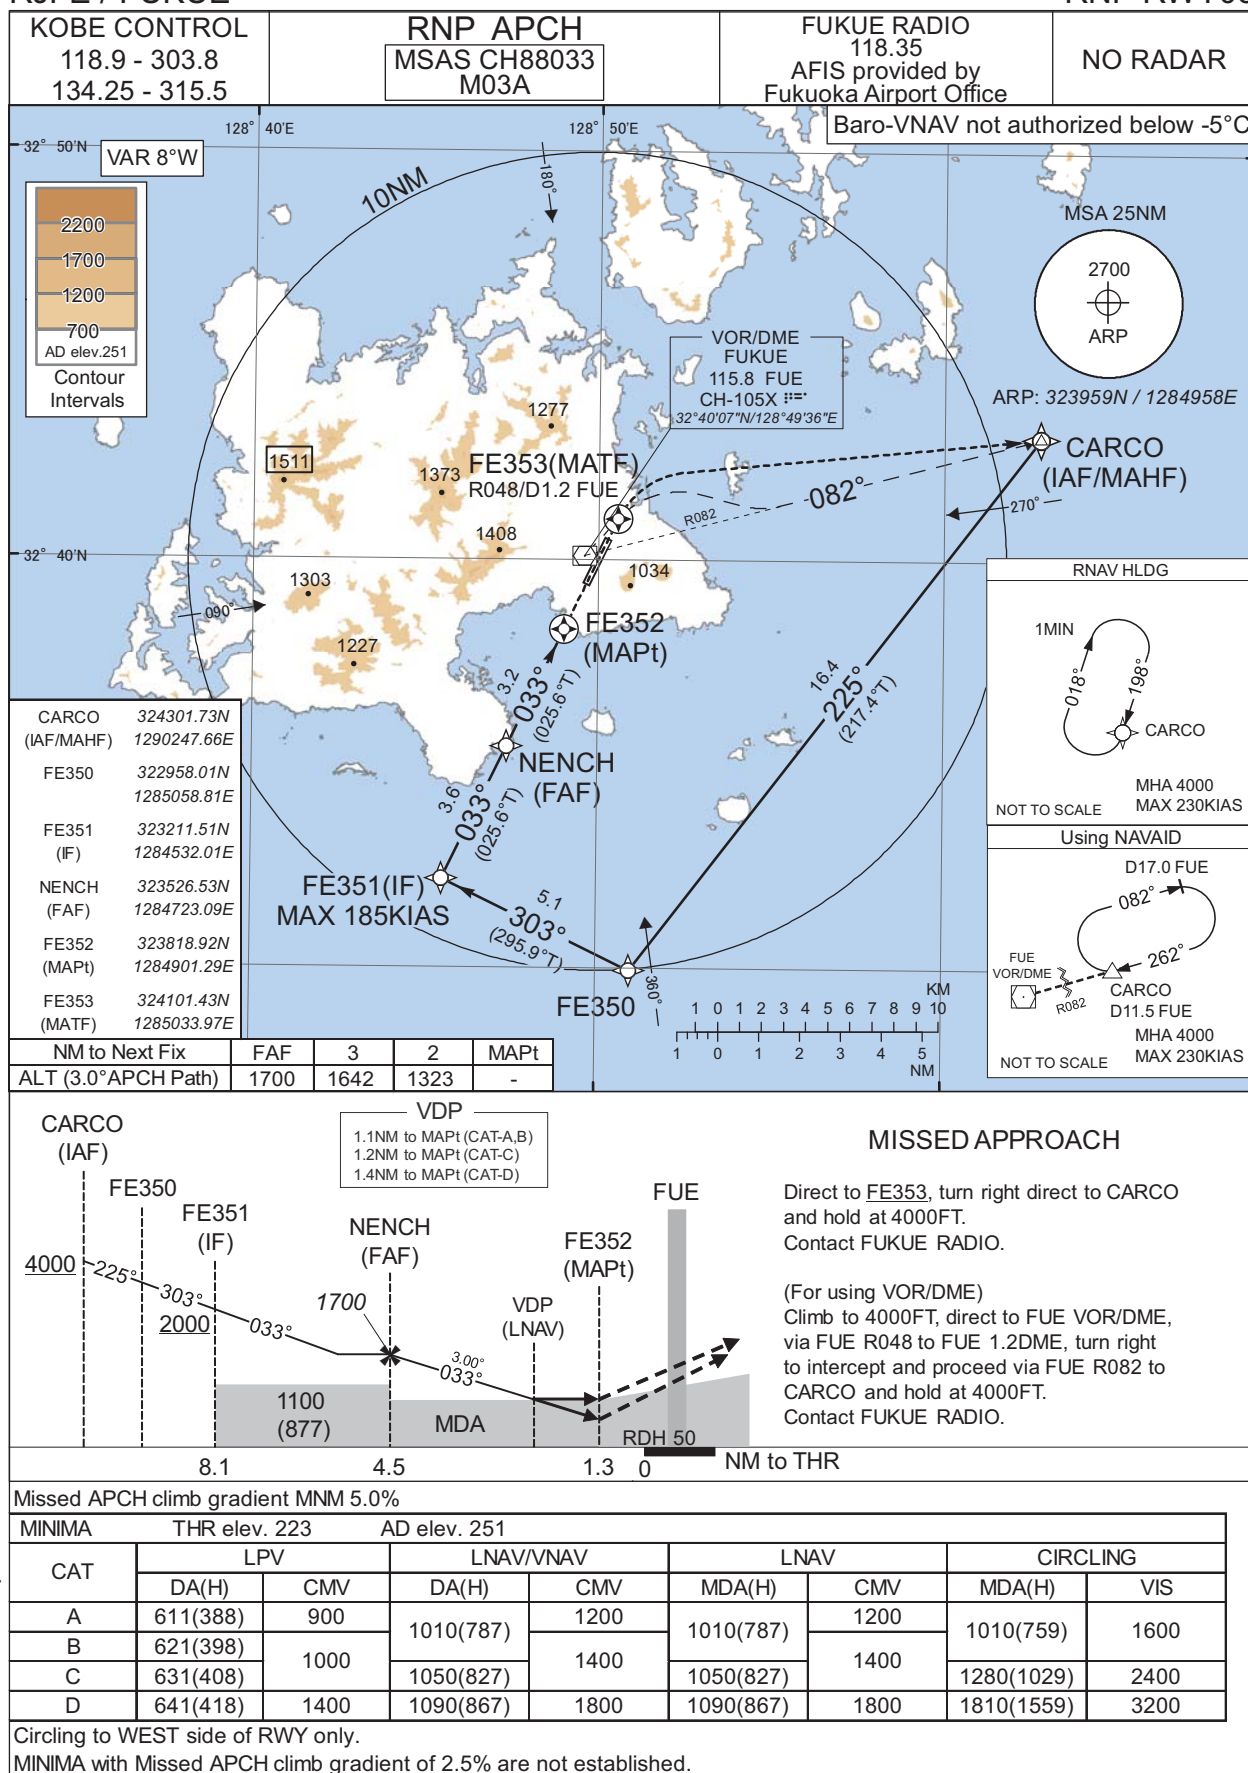 KOBE CONTROL
118.9 - 303.8
134.25 - 315.5
RNP APCH
MSAS CH88033
M03A
FUKUE RADIO
118.35
AFIS provided by
Fukuoka Airport Office
NO RADAR
Baro-VNAV not authorized below -5°C
128° 40'E
128° 50'E
32° 50'N
VAR 8°W
10NM
180°
2200
1700
1200
700
AD elev.251
Contour
Intervals
MSA 25NM
2700
ARP
ARP: 323959N / 1284958E
VOR/DME
FUKUE
115.8 FUE
CH-105X
32°40'07"N/128°49'36"E
1277
1511
1373
FE353(MATF)
R048/D1.2 FUE
CARCO
(IAF/MAHF)
082°
R082
270°
1408
32° 40'N
1303
1034
090°
1227
FE352
(MAPt)
3.2
033°
(025.6°T)
16.4
225°
(217.4°T)
NENCH
(FAF)
3.6
033°
(025.6°T)
FE351(IF)
MAX 185KIAS
5.1
303°
(295.9°T)
360°
FE350
RNAV HLDG
1MIN
018°
198°
CARCO
MHA 4000
MAX 230KIAS
NOT TO SCALE
Using NAVAID
D17.0 FUE
082°
262°
FUE
VOR/DME
R082
CARCO
D11.5 FUE
MHA 4000
MAX 230KIAS
NOT TO SCALE
CARCO 324301.73N
(IAF/MAHF) 1290247.66E
FE350 322958.01N
1285058.81E
FE351 323211.51N
(IF) 1284532.01E
NENCH 323526.53N
(FAF) 1284723.09E
FE352 323818.92N
(MAPt) 1284901.29E
FE353 324101.43N
(MATF) 1285033.97E
KM
1 0 1 2 3 4 5 6 7 8 9 10
1 0 1 2 3 4 5
NM
NM to Next Fix FAF 3 2 MAPt
ALT (3.0°APCH Path) 1700 1642 1323 -
CARCO
(IAF)
FE350
FE351
(IF)
NENCH
(FAF)
VDP
1.1NM to MAPt (CAT-A,B)
1.2NM to MAPt (CAT-C)
1.4NM to MAPt (CAT-D)
FE352
(MAPt)
FUE
4000
225°
303°
2000
033°
1700
3.00°
033°
VDP
(LNAV)
1100
(877)
MDA
RDH 50
8.1 4.5 1.3 0 NM to THR
MISSED APPROACH
Direct to FE353, turn right direct to CARCO
and hold at 4000FT.
Contact FUKUE RADIO.
(For using VOR/DME)
Climb to 4000FT, direct to FUE VOR/DME,
via FUE R048 to FUE 1.2DME, turn right
to intercept and proceed via FUE R082 to
CARCO and hold at 4000FT.
Contact FUKUE RADIO.
Missed APCH climb gradient MNM 5.0%
MINIMA THR elev. 223 AD elev. 251
CAT LPV LNAV/VNAV LNAV CIRCLING
DA(H) CMV DA(H) CMV MDA(H) CMV MDA(H) VIS
A 611(388) 900 1010(787) 1200 1010(787) 1200 1010(759) 1600
B 621(398) 1000 1400 1400
C 631(408) 1050(827) 1050(827) 1280(1029) 2400
D 641(418) 1400 1090(867) 1800 1090(867) 1800 1810(1559) 3200
Circling to WEST side of RWY only.
MINIMA with Missed APCH climb gradient of 2.5% are not established.